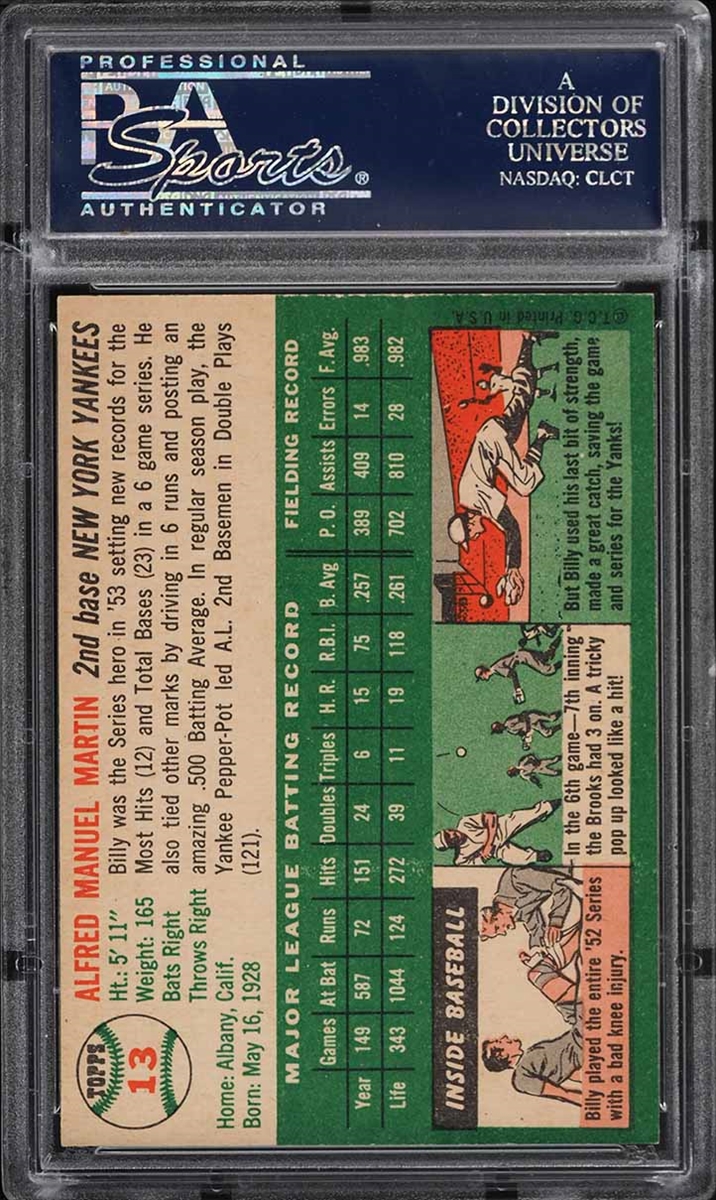 PROFESSIONAL
PSA
Sports®
AUTHENTICATOR
A
DIVISION OF
COLLECTORS
UNIVERSE
NASDAQ: CLCT
TOPPS
13
ALFRED MANUEL MARTIN 2nd base NEW YORK YANKEES
Ht.: 5' 11"
Weight: 165
Bats Right
Throws Right
Home: Albany, Calif.
Born: May 16, 1928
Billy was the Series hero in '53 setting new records for the
Most Hits (12) and Total Bases (23) in a 6 game series. He
also tied other marks by driving in 6 runs and posting an
amazing .500 Batting Average. In regular season play, the
Yankee Pepper-Pot led A.L. 2nd Basemen in Double Plays
(121).
MAJOR LEAGUE BATTING RECORD FIELDING RECORD
Games At Bat Runs Hits Doubles Triples H. R. R.B.I. B. Avg P. O. Assists Errors F. Avg.
Year 149 587 72 151 24 6 15 75 .257 389 409 14 .983
Life 343 1044 124 272 39 11 19 118 .261 702 810 28 .982
INSIDE BASEBALL
Billy played the entire '52 Series
with a bad knee injury.
In the 6th game—7th inning
the Brooks had 3 on. A tricky
pop up looked like a hit!
But Billy used his last bit of strength,
made a great catch, saving the game
and series for the Yanks!
©T.C.G. Printed in U.S.A.